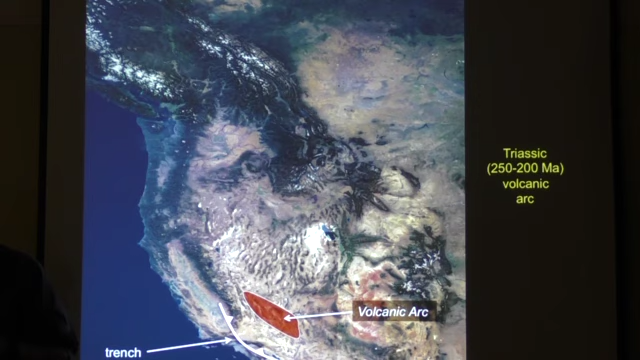 Triassic
(250-200 Ma)
volcanic
arc
Volcanic Arc
trench